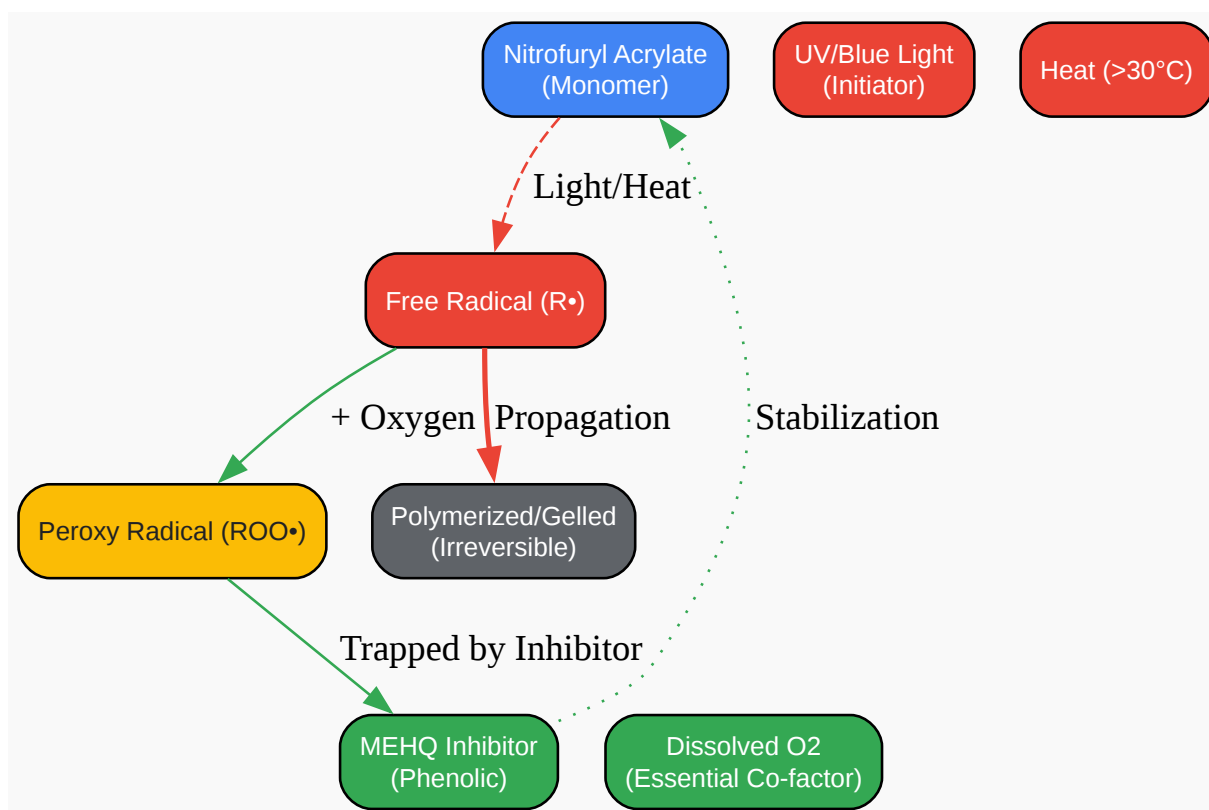 Nitrofuryl Acrylate
(Monomer)
UV/Blue Light
(Initiator)
Heat (>30°C)
Light/Heat
Free Radical (R•)
+ Oxygen
Propagation
Stabilization
Peroxy Radical (ROO•)
Polymerized/Gelled
(Irreversible)
Trapped by Inhibitor
MEHQ Inhibitor
(Phenolic)
Dissolved O2
(Essential Co-factor)